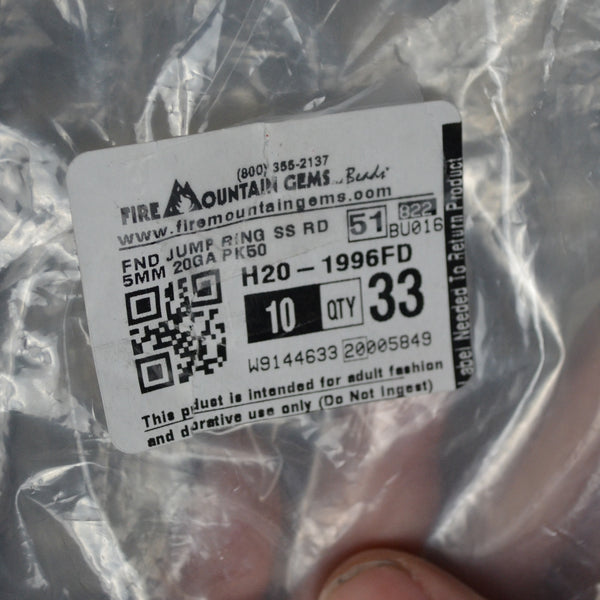 (800) 355-2137
FIRE MOUNTAIN GEMS...Beads
www.firemountaingems.com
FND JUMP RING SS RD
5MM 20GA PK50
51
822
BU016
H20-1996FD
10 QTY 33
W9144633 20005849
This pduct is intended for adult fashion
and dorative use only (Do Not Ingest)
Label Needed To Return Product